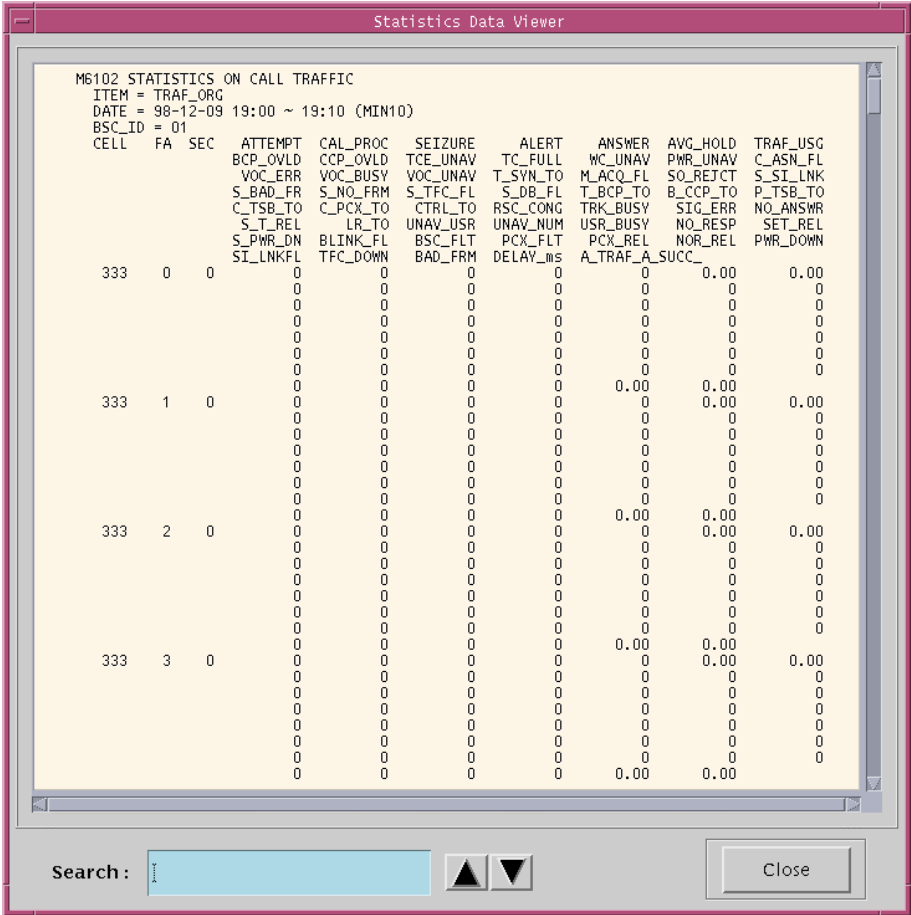 Statistics Data Viewer
M6102 STATISTICS ON CALL TRAFFIC
ITEM = TRAF_ORG
DATE = 98-12-09 19:00 ~ 19:10 (MIN10)
BSC_ID = 01
CELL FA SEC ATTEMPT CAL_PROC SEIZURE ALERT ANSWER AVG_HOLD TRAF_USG
BCP_OVLD CCP_OVLD TCE_UNAV TC_FULL WC_UNAV PWR_UNAV C_ASN_FL
VOC_ERR VOC_BUSY VOC_UNAV T_SYN_TO M_ACQ_FL SO_REJCT S_SI_LNK
S_BAD_FR S_NO_FRM S_TFC_FL S_DB_FL T_BCP_TO B_CCP_TO P_TSB_TO
C_TSB_TO C_PCX_TO CTRL_TO RSC_CONG TRK_BUSY SIG_ERR NO_ANSWR
S_T_REL LR_TO UNAV_USR UNAV_NUM USR_BUSY NO_RESP SET_REL
S_PWR_DN BLINK_FL BSC_FLT PCX_FLT PCX_REL NOR_REL PWR_DOWN
SI_LNKFL TFC_DOWN BAD_FRM DELAY_ms A_TRAF_A_SUCC_
333 0 0 0 0 0 0 0 0.00 0.00
0 0 0 0 0 0 0
0 0 0 0 0 0 0
0 0 0 0 0 0 0
0 0 0 0 0 0 0
0 0 0 0 0 0 0
0 0 0 0 0 0 0
0 0 0 0 0.00 0.00
333 1 0 0 0 0 0 0 0.00 0.00
0 0 0 0 0 0 0
0 0 0 0 0 0 0
0 0 0 0 0 0 0
0 0 0 0 0 0 0
0 0 0 0 0 0 0
0 0 0 0 0 0 0
0 0 0 0 0.00 0.00
333 2 0 0 0 0 0 0 0.00 0.00
0 0 0 0 0 0 0
0 0 0 0 0 0 0
0 0 0 0 0 0 0
0 0 0 0 0 0 0
0 0 0 0 0 0 0
0 0 0 0 0 0 0
0 0 0 0 0.00 0.00
333 3 0 0 0 0 0 0 0.00 0.00
0 0 0 0 0 0 0
0 0 0 0 0 0 0
0 0 0 0 0 0 0
0 0 0 0 0 0 0
0 0 0 0 0 0 0
0 0 0 0 0 0 0
0 0 0 0 0.00 0.00
Search :
Close